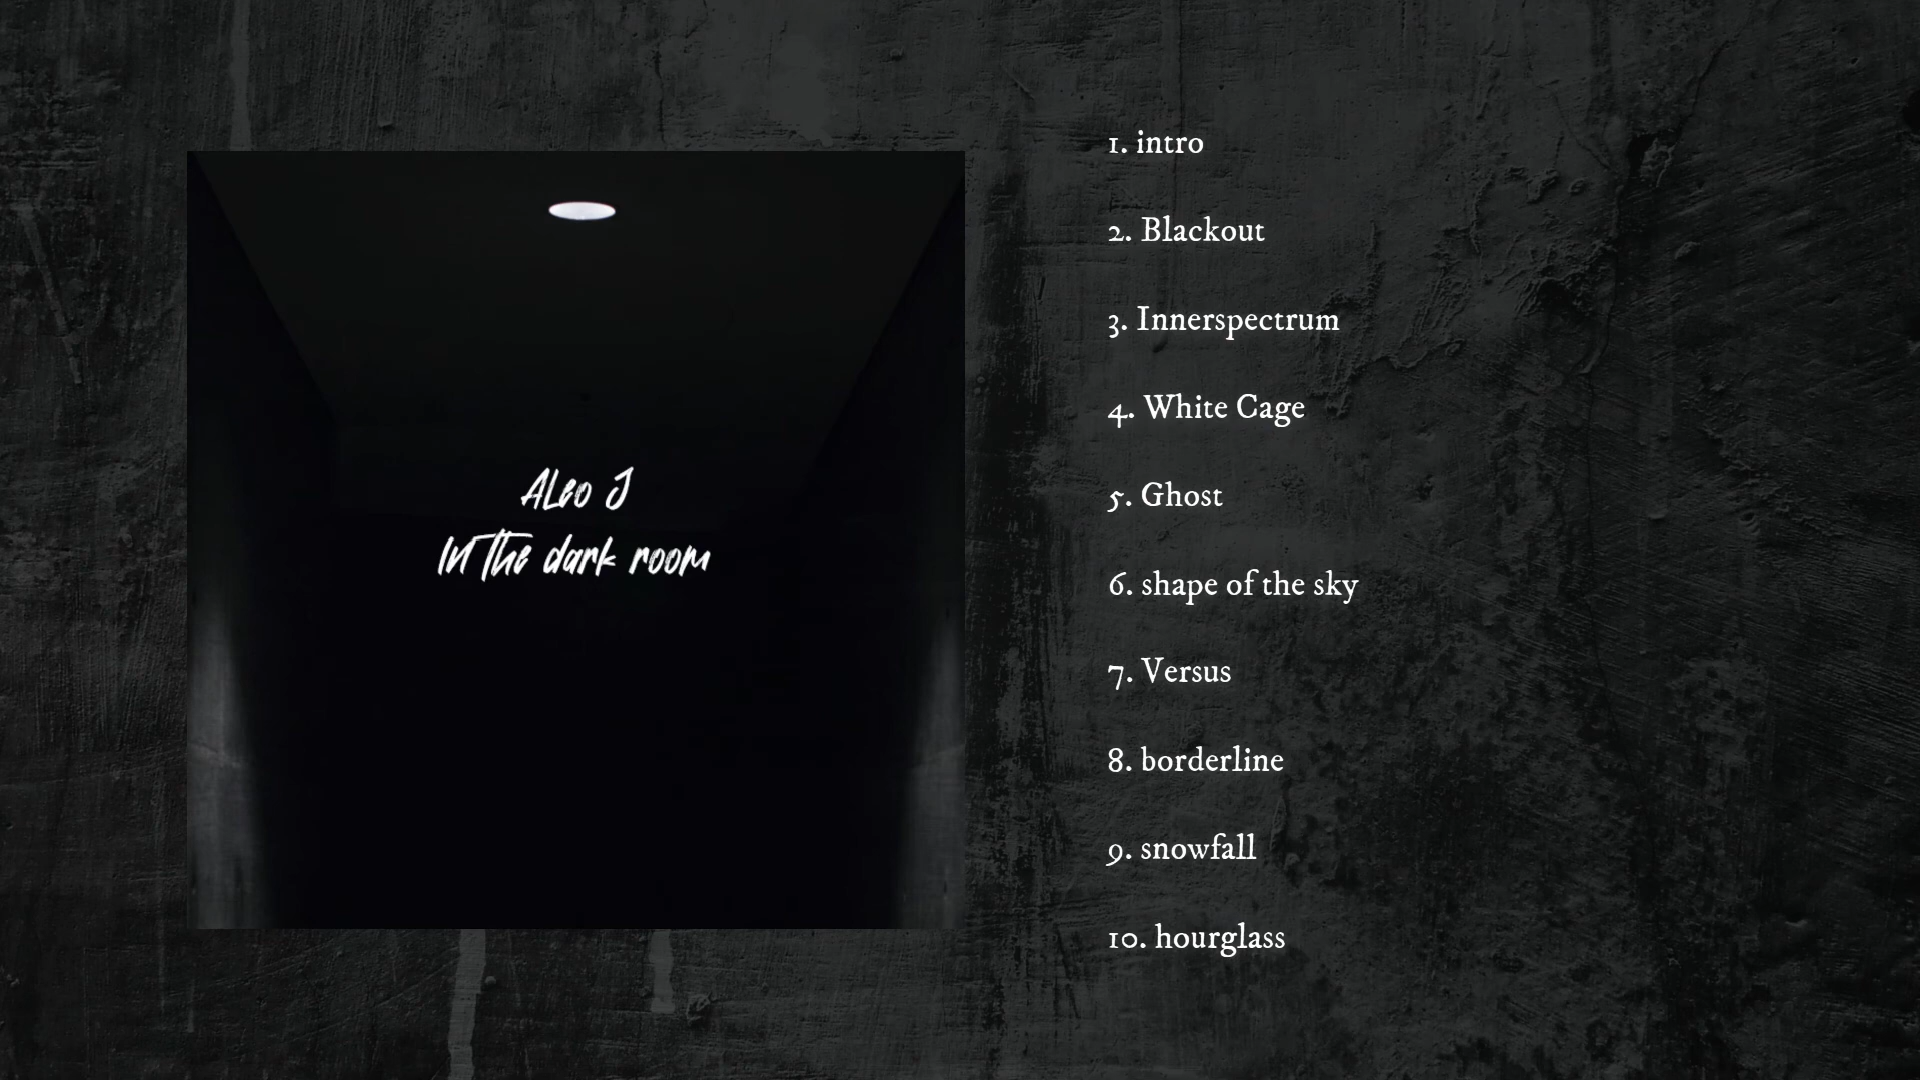 ALeo J
In the dark room
1. intro
2. Blackout
3. Innerspectrum
4. White Cage
5. Ghost
6. shape of the sky
7. Versus
8. borderline
9. snowfall
10. hourglass